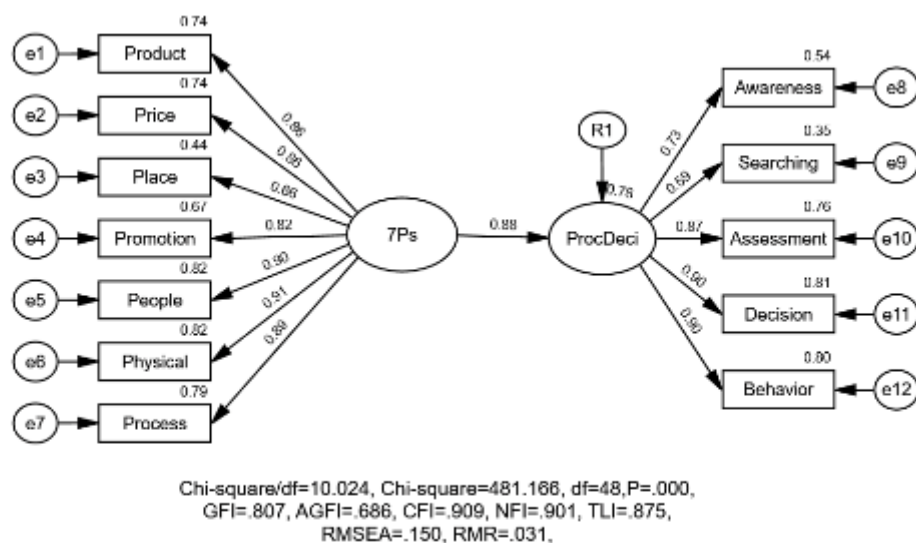 0.74
e1 Product
0.74
e2 Price
0.44
e3 Place
0.67
e4 Promotion
0.82
e5 People
0.82
e6 Physical
0.79
e7 Process
0.86
0.86
0.66
0.82
0.90
0.91
0.89
7Ps
0.88
R1
0.78
ProcDeci
0.73
0.59
0.87
0.90
0.90
0.54
Awareness e8
0.35
Searching e9
0.76
Assessment e10
0.81
Decision e11
0.80
Behavior e12
Chi-square/df=10.024, Chi-square=481.166, df=48,P=.000,
GFI=.807, AGFI=.686, CFI=.909, NFI=.901, TLI=.875,
RMSEA=.150, RMR=.031,